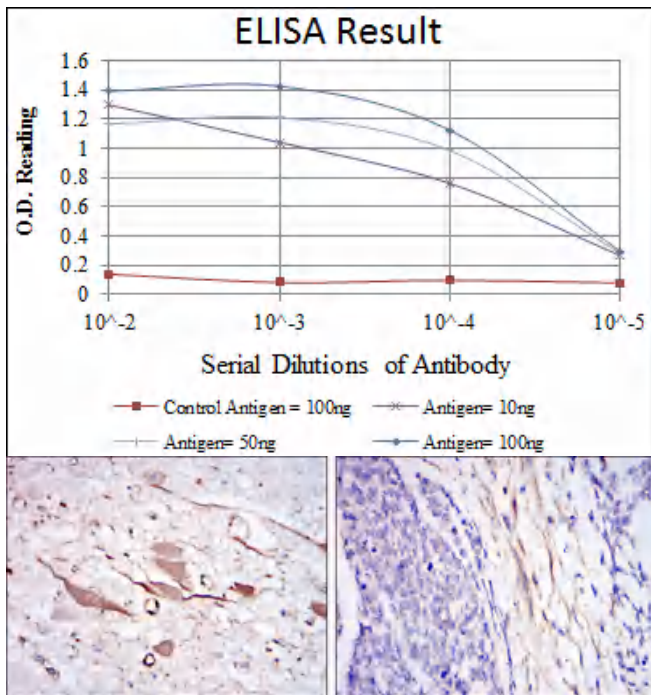 ELISA Result
1.6
1.4
1.2
1
0.8
0.6
0.4
0.2
0
O.D. Reading
10^-2 10^-3 10^-4 10^-5
Serial Dilutions of Antibody
Control Antigen = 100ng Antigen= 10ng
Antigen= 50ng Antigen= 100ng